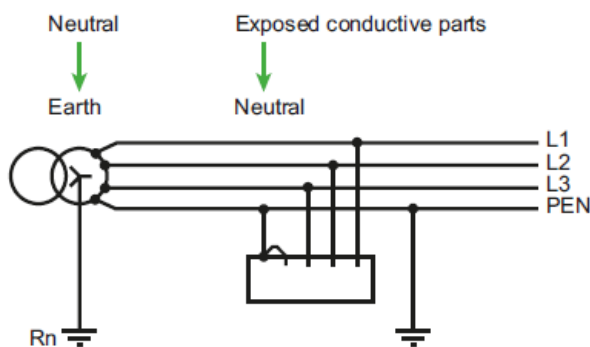 Neutral
Exposed conductive parts
Earth
Neutral
L1
L2
L3
PEN
Rn